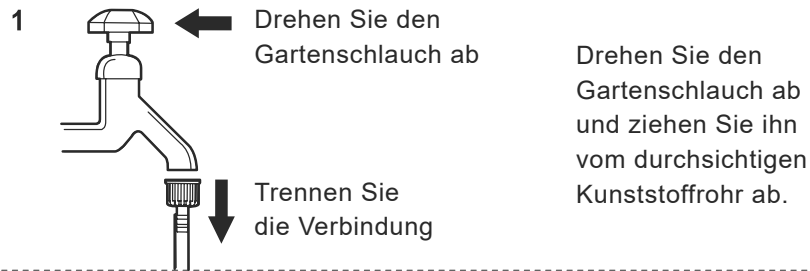 1
Drehen Sie den
Gartenschlauch ab
Trennen Sie
die Verbindung
Drehen Sie den
Gartenschlauch ab
und ziehen Sie ihn
vom durchsichtigen
Kunststoffrohr ab.